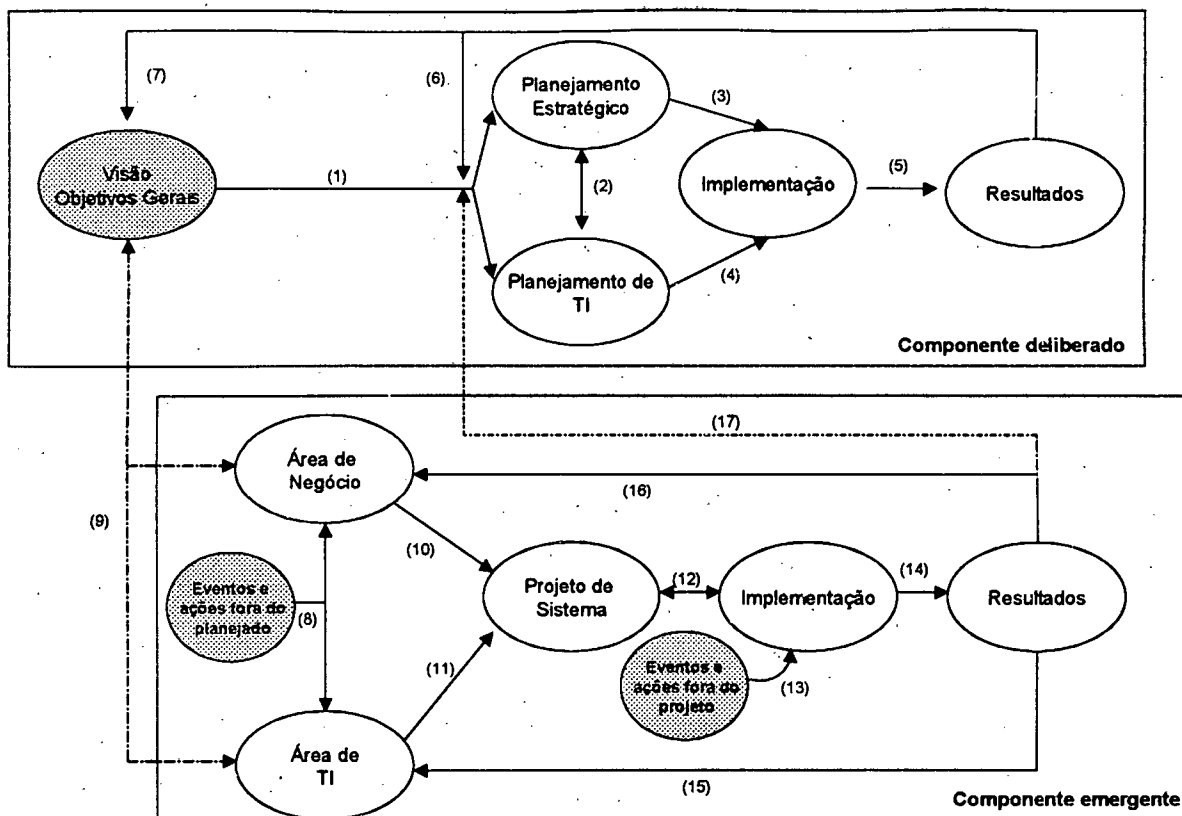 (7)
(6)
Planejamento
Estratégico
(3)
Visão
Objetivos Gerais
(1)
(2)
Implementação
(5)
Resultados
Planejamento de
TI
(4)
Componente deliberado
(17)
Área de
Negócio
(16)
(9)
(10)
Eventos e
ações fora do
planejado
(8)
Projeto de
Sistema
(12)
Implementação
(14)
Resultados
(11)
Eventos e
ações fora do
projeto
(13)
Área de
TI
(15)
Componente emergente